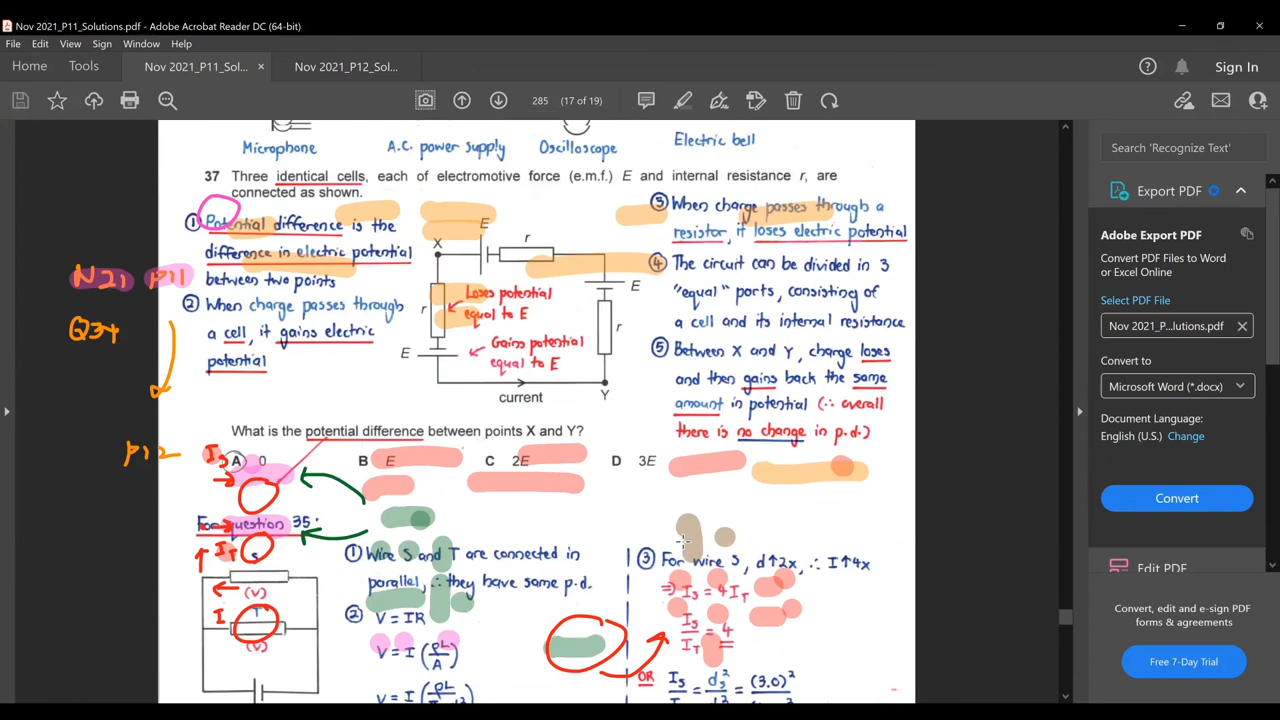 Nov 2021_P11_Solutions.pdf - Adobe Acrobat Reader DC (64-bit)
File Edit View Sign Window Help
Home Tools Nov 2021_P11_Sol... × Nov 2021_P12_So... Sign In
285 (17 of 19)
Microphone A.C. power supply Oscilloscope Electric bell
37 Three identical cells, each of electromotive force (e.m.f.) E and internal resistance r, are
connected as shown.
① Potential difference is the
difference in electric potential
between two points
② When charge passes through
a cell, it gains electric
potential
N21 P11
Q34
P12
E
r
X
E
r
r
E
Y
Loses potential
equal to E
Gains potential
equal to E
current
③ When charge passes through a
resistor, it loses electric potential
④ The circuit can be divided in 3
"equal" ports, consisting of
a cell and its internal resistance
⑤ Between X and Y, charge loses
and then gains back the same
amount in potential (∴ overall
there is no change in p.d.)
What is the potential difference between points X and Y?
A 0 B E C 2E D 3E
For question 35:
IT
S
(V)
I
T
(V)
① Wire S and T are connected in
parallel, ∴ they have same p.d.
② V = IR
V = I (ρL/A)
③ For wire S, d↑2x, ∴ I↑4x
⇒ IS = 4IT
IS/IT = 4
OR
IS/I = dS²/d = (3.0)²
Search 'Recognize Text'
Export PDF
Adobe Export PDF
Convert PDF Files to Word
or Excel Online
Select PDF File
Nov 2021_P...lutions.pdf ×
Convert to
Microsoft Word (*.docx)
Document Language:
English (U.S.) Change
Convert
Edit PDF
Create PDF
Convert, edit and e-sign PDF
forms & agreements
Free 7-Day Trial